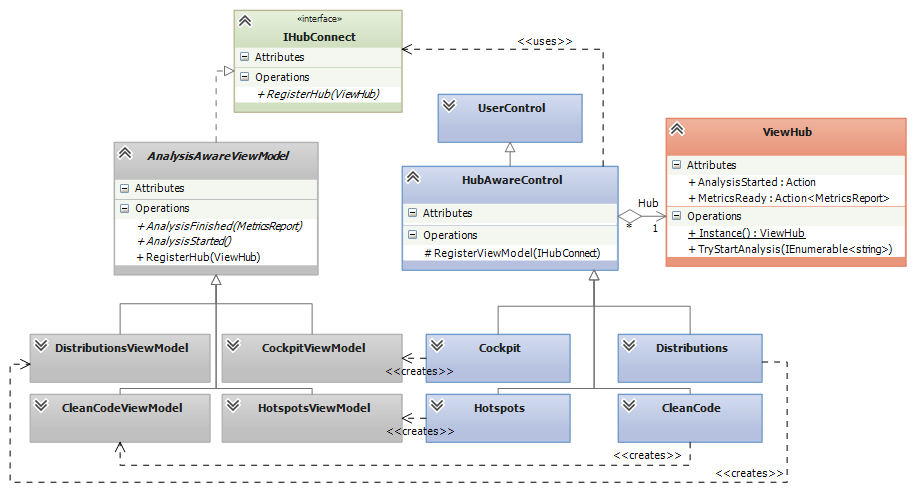 «interface»
IHubConnect
Attributes
Operations
+ RegisterHub(ViewHub)
<<uses>>
UserControl
ViewHub
Attributes
+ AnalysisStarted : Action
+ MetricsReady : Action<MetricsReport>
Operations
+ Instance() : ViewHub
+ TryStartAnalysis(IEnumerable<string>)
AnalysisAwareViewModel
Attributes
Operations
+ AnalysisFinished(MetricsReport)
+ AnalysisStarted()
+ RegisterHub(ViewHub)
HubAwareControl
Attributes
Operations
# RegisterViewModel(IHubConnect)
Hub
*
1
DistributionsViewModel
CockpitViewModel
Cockpit
Distributions
<<creates>>
CleanCodeViewModel
HotspotsViewModel
Hotspots
CleanCode
<<creates>>
<<creates>>
<<creates>>